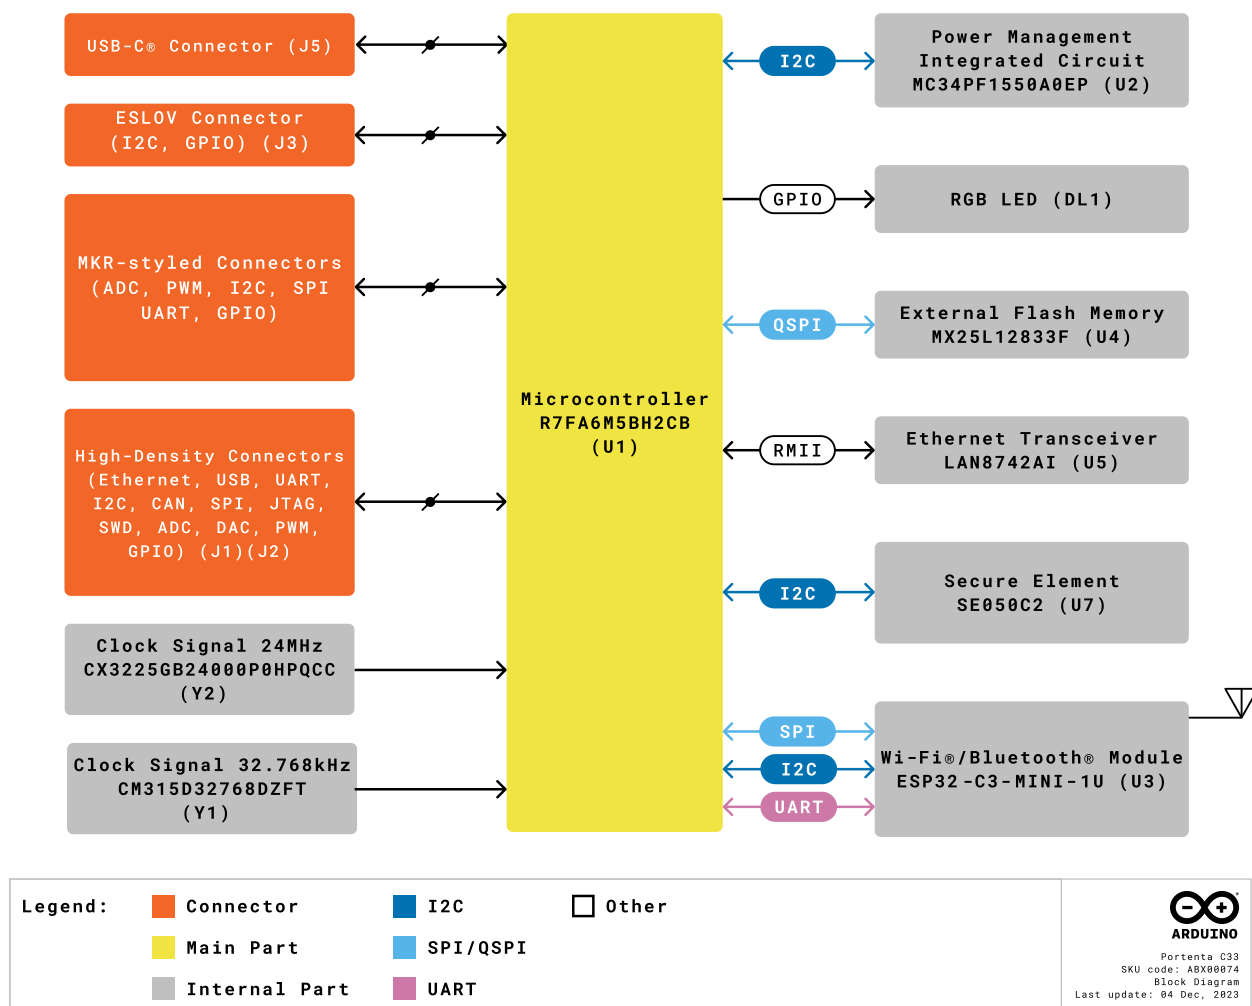 USB-C® Connector (J5)
ESLOV Connector
(I2C, GPIO) (J3)
MKR-styled Connectors
(ADC, PWM, I2C, SPI
UART, GPIO)
High-Density Connectors
(Ethernet, USB, UART,
I2C, CAN, SPI, JTAG,
SWD, ADC, DAC, PWM,
GPIO) (J1)(J2)
Clock Signal 24MHz
CX3225GB24000P0HPQCC
(Y2)
Clock Signal 32.768kHz
CM315D32768DZFT
(Y1)
Microcontroller
R7FA6M5BH2CB
(U1)
I2C
GPIO
QSPI
RMII
I2C
SPI
I2C
UART
Power Management
Integrated Circuit
MC34PF1550A0EP (U2)
RGB LED (DL1)
External Flash Memory
MX25L12833F (U4)
Ethernet Transceiver
LAN8742AI (U5)
Secure Element
SE050C2 (U7)
Wi-Fi®/Bluetooth® Module
ESP32-C3-MINI-1U (U3)
Legend:
Connector
Main Part
Internal Part
I2C
SPI/QSPI
UART
Other
ARDUINO
Portenta C33
SKU code: ABX00074
Block Diagram
Last update: 04 Dec, 2023